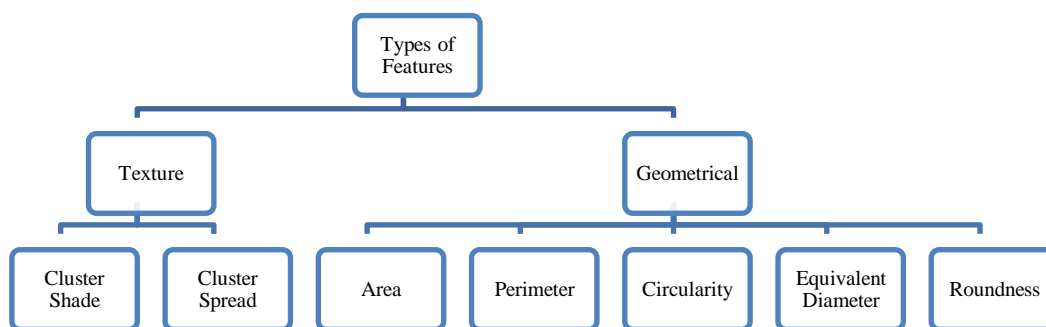 Types of
Features
Texture
Geometrical
Cluster
Shade
Cluster
Spread
Area
Perimeter
Circularity
Equivalent
Diameter
Roundness